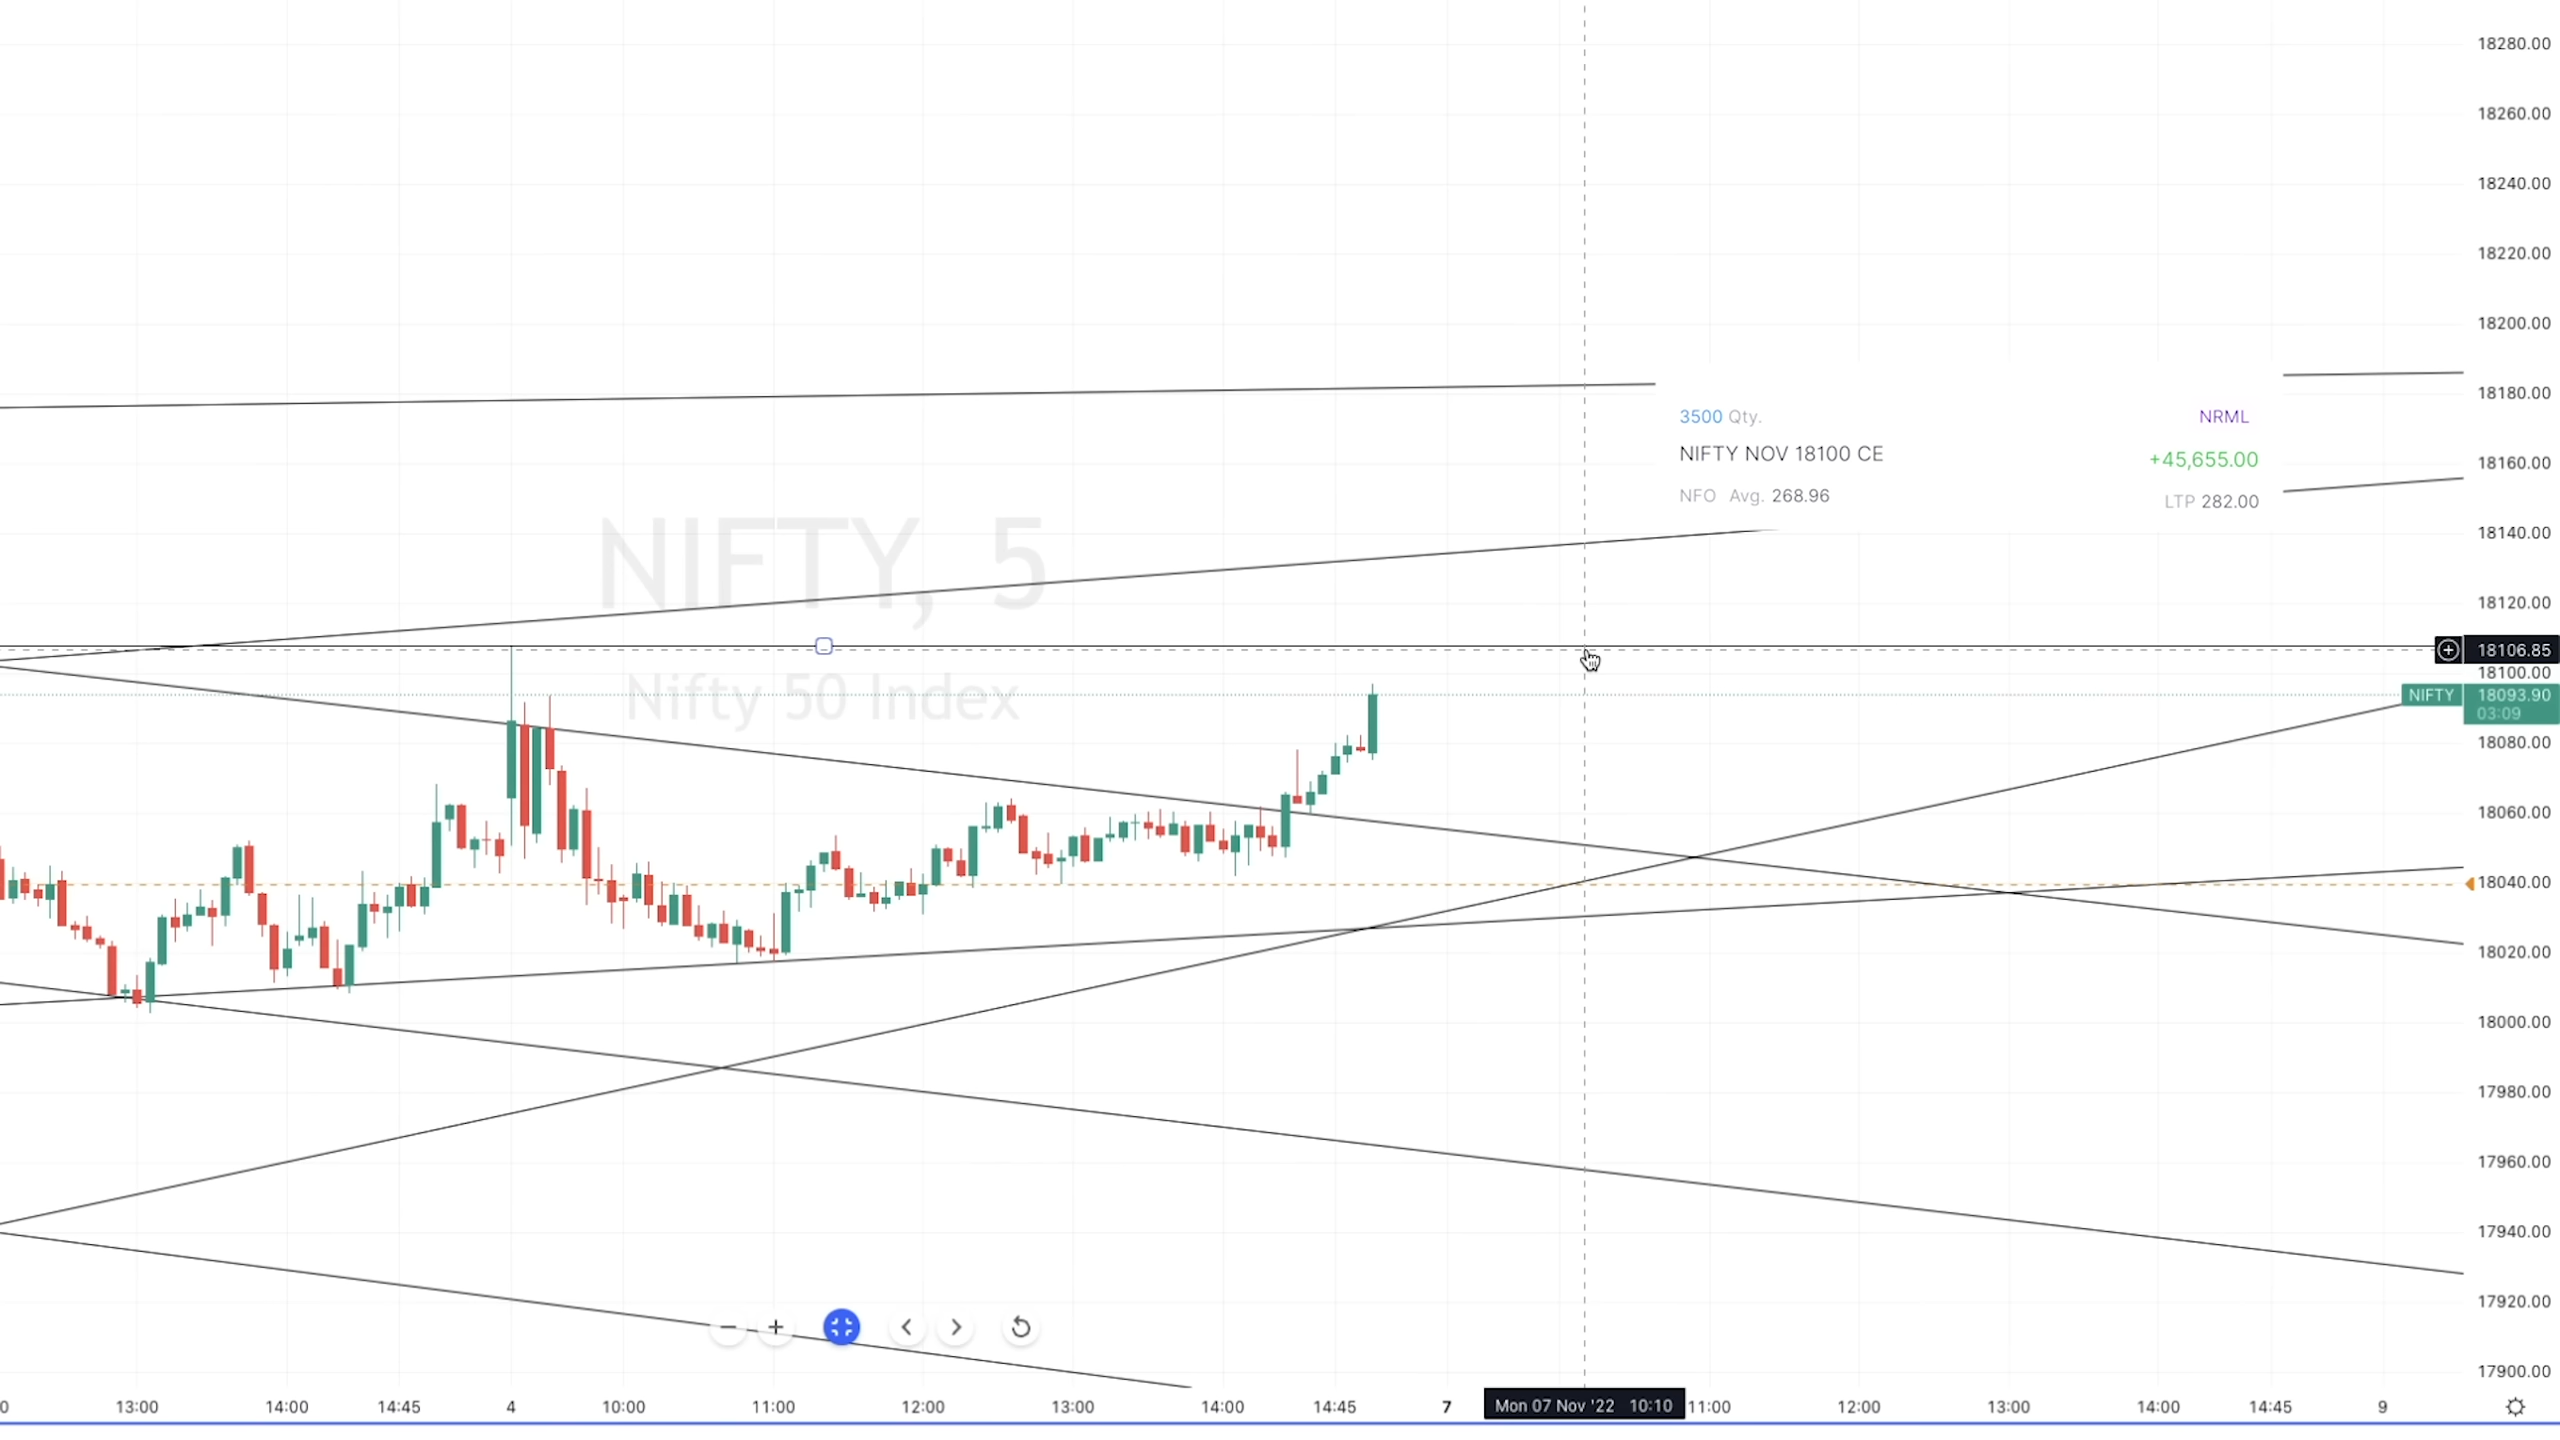 18280.00
18260.00
18240.00
18220.00
18200.00
18180.00
3500 Qty. NRML
NIFTY NOV 18100 CE
+45,655.00
18160.00
NFO Avg. 268.96
LTP 282.00
NIFTY, 5
18140.00
18120.00
18106.85
18100.00
Nifty 50 Index
NIFTY 18093.90
03:09
18080.00
18060.00
18040.00
18020.00
18000.00
17980.00
17960.00
17940.00
17920.00
17900.00
0 13:00 14:00 14:45 4 10:00 11:00 12:00 13:00 14:00 14:45 7 Mon 07 Nov '22 10:10 11:00 12:00 13:00 14:00 14:45 9